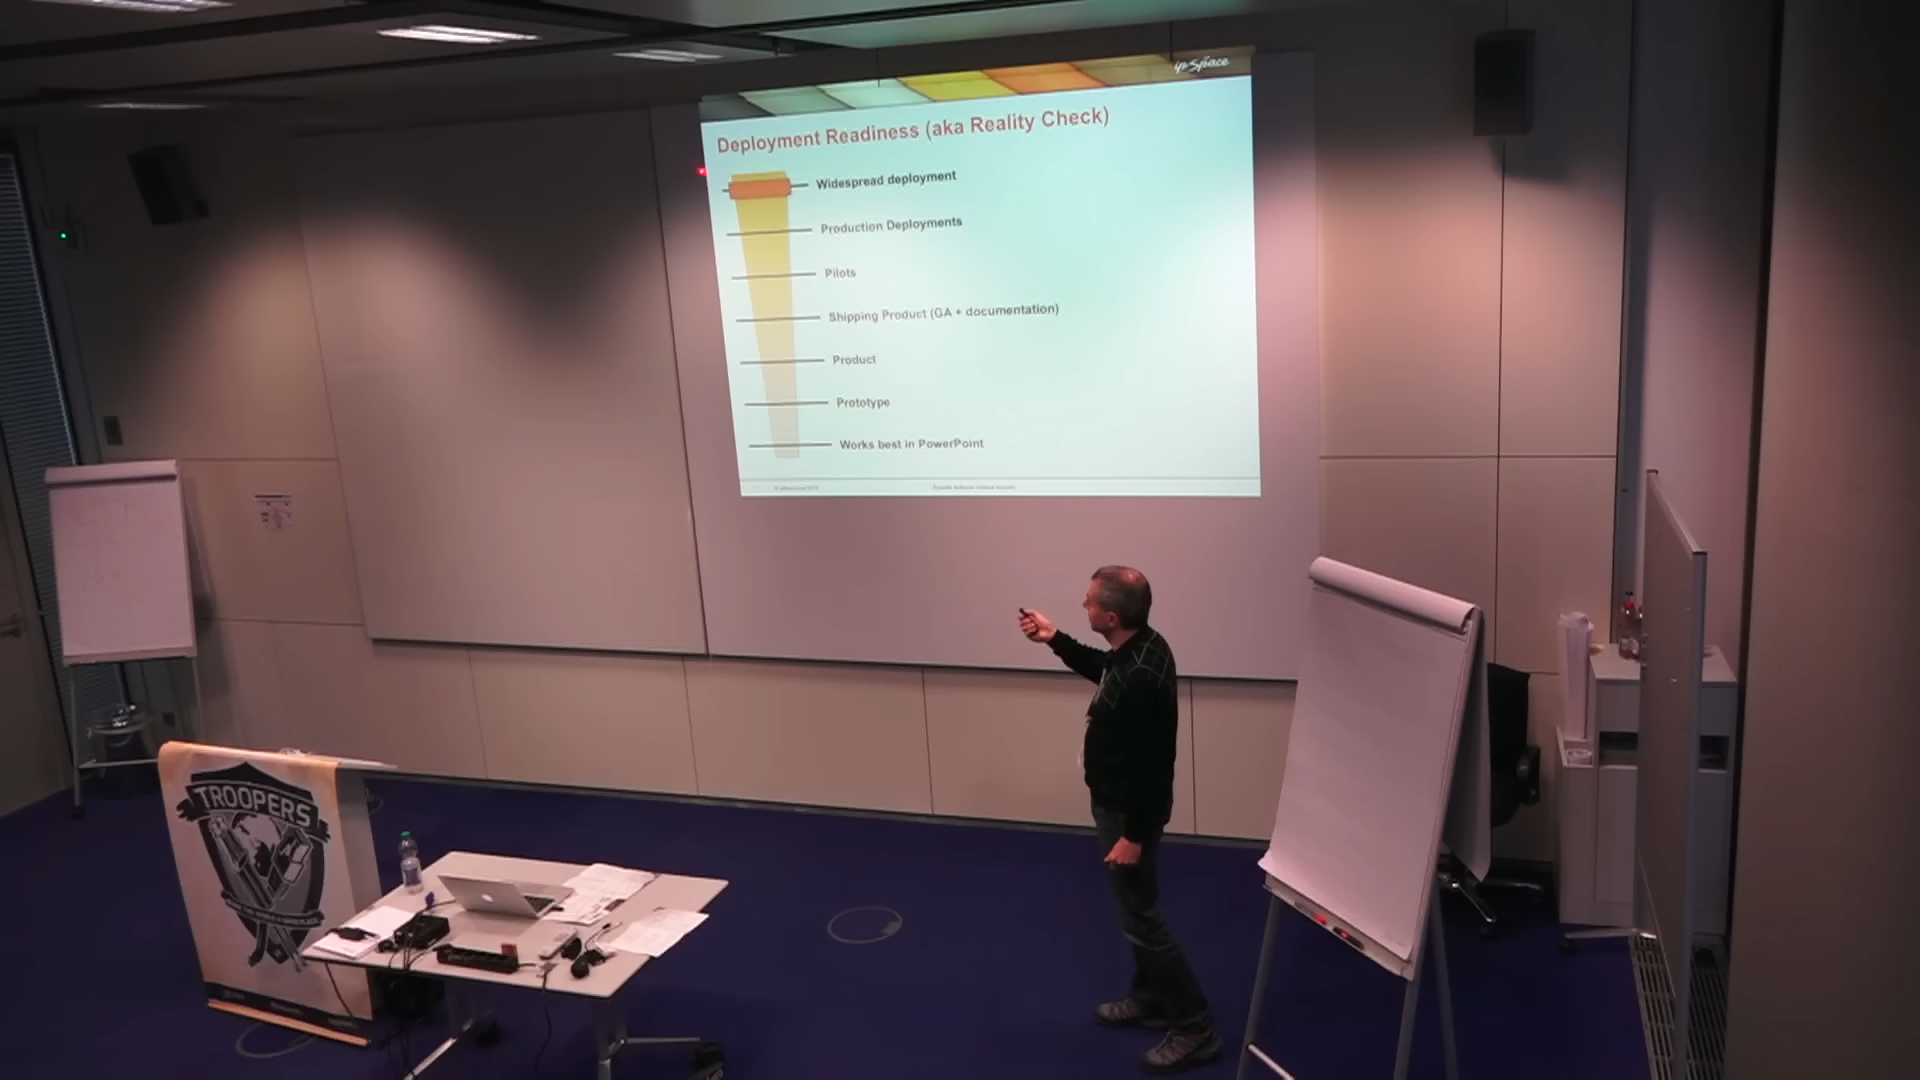 ipSpace
Deployment Readiness (aka Reality Check)
Widespread deployment
Production Deployments
Pilots
Shipping Product (GA + documentation)
Product
Prototype
Works best in PowerPoint
TROOPERS